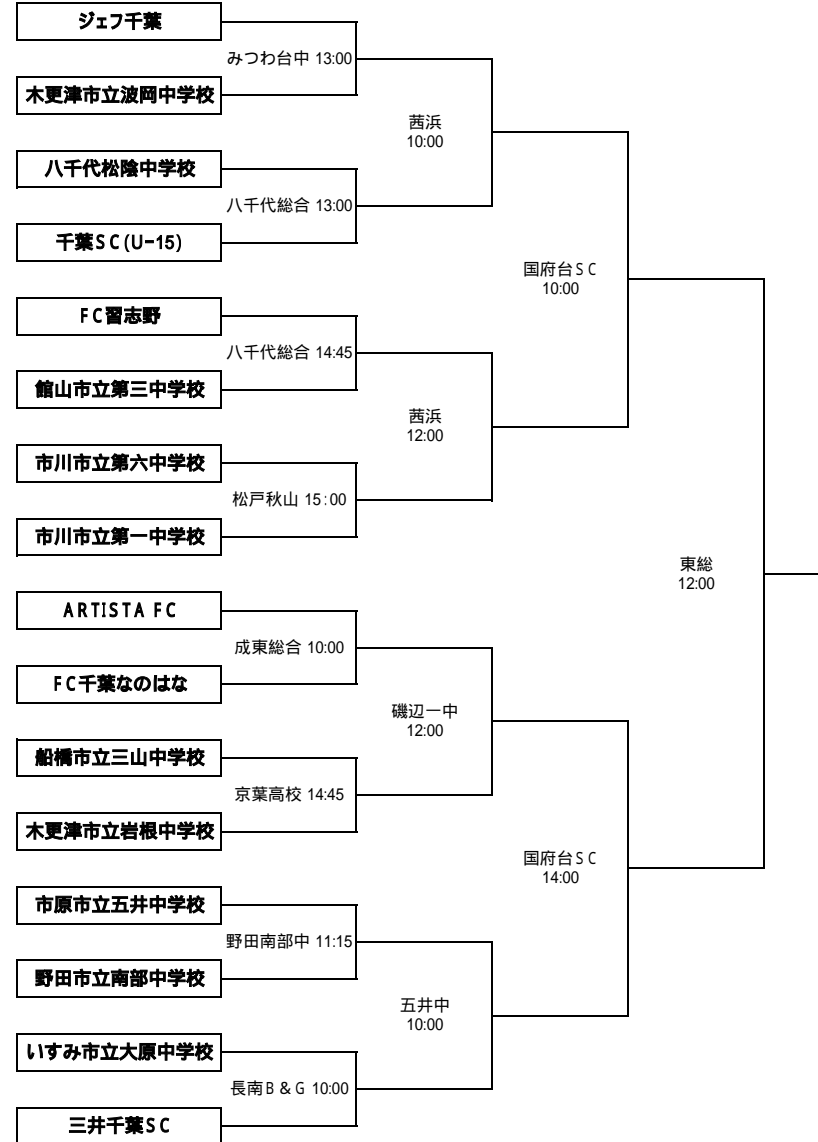 ジェフ千葉
みつわ台中 13:00
木更津市立波岡中学校
茜浜
10:00
八千代松陰中学校
八千代総合 13:00
千葉SC(U-15)
国府台SC
10:00
FC習志野
八千代総合 14:45
館山市立第三中学校
茜浜
12:00
市川市立第六中学校
松戸秋山 15:00
市川市立第一中学校
東総
12:00
ARTISTA FC
成東総合 10:00
FC千葉なのはな
磯辺一中
12:00
船橋市立三山中学校
京葉高校 14:45
木更津市立岩根中学校
国府台SC
14:00
市原市立五井中学校
野田南部中 11:15
野田市立南部中学校
五井中
10:00
いすみ市立大原中学校
長南B&G 10:00
三井千葉SC